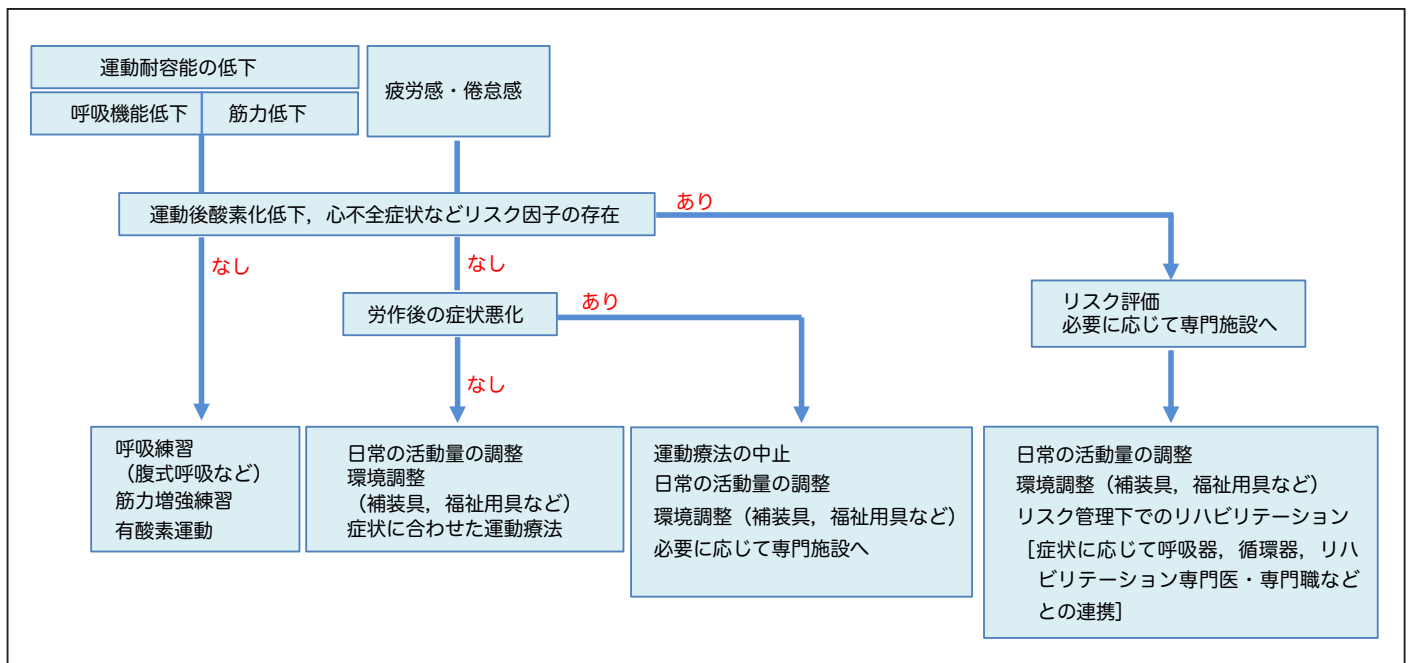 運動耐容能の低下
呼吸機能低下
筋力低下
疲労感・倦怠感
運動後酸素化低下，心不全症状などリスク因子の存在
あり
なし
なし
労作後の症状悪化
あり
なし
リスク評価
必要に応じて専門施設へ
呼吸練習
（腹式呼吸など）
筋力増強練習
有酸素運動
日常の活動量の調整
環境調整
（補装具，福祉用具など）
症状に合わせた運動療法
運動療法の中止
日常の活動量の調整
環境調整（補装具，福祉用具など）
必要に応じて専門施設へ
日常の活動量の調整
環境調整（補装具，福祉用具など）
リスク管理下でのリハビリテーション
［症状に応じて呼吸器，循環器，リハ
ビリテーション専門医・専門職など
との連携］